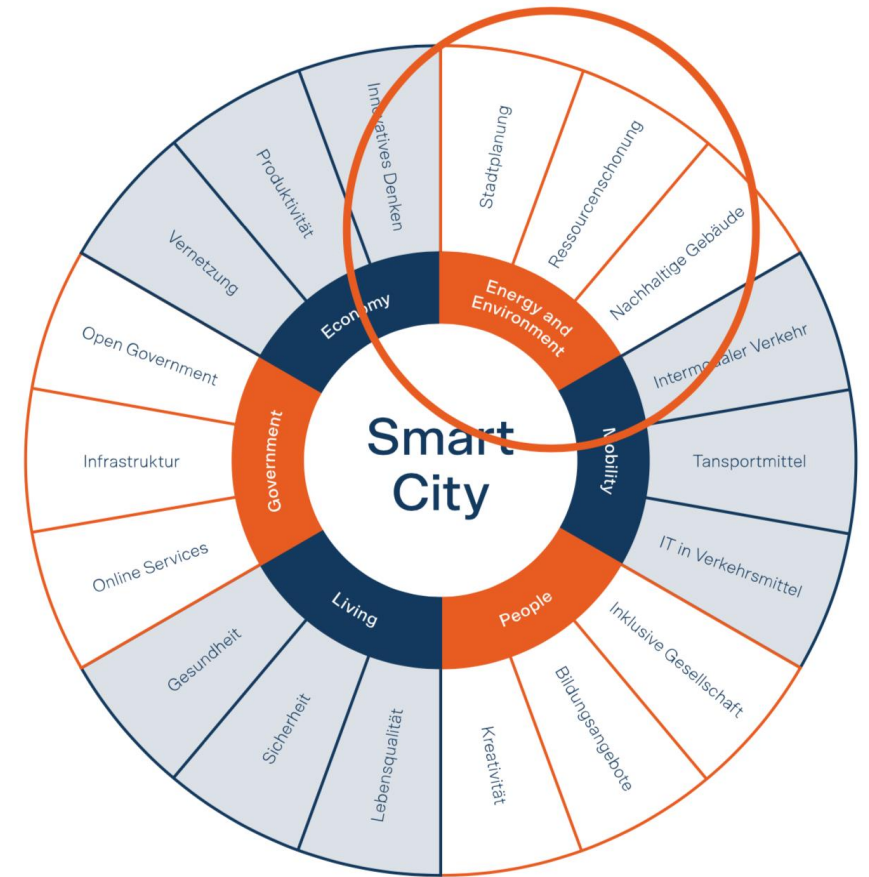 Smart
City
Energy and
Environment
Stadtplanung
Ressourcenschonung
Nachhaltige Gebäude
Mobility
Intermodaler Verkehr
Tansportmittel
IT in Verkehrsmittel
People
Inklusive Gesellschaft
Bildungsangebote
Kreativität
Living
Lebensqualität
Sicherheit
Gesundheit
Government
Online Services
Infrastruktur
Open Government
Economy
Vernetzung
Produktivität
Innovatives Denken